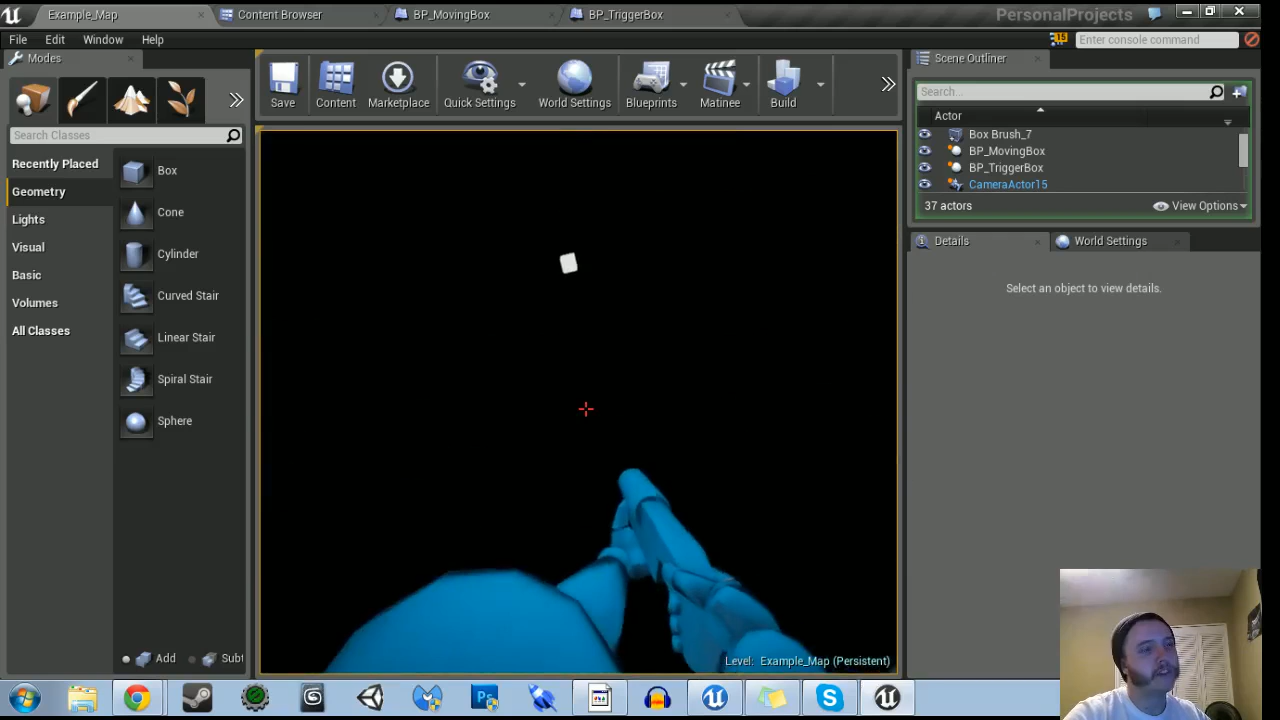 Example_Map
Content Browser
BP_MovingBox
BP_TriggerBox
PersonalProjects
File Edit Window Help
15
Enter console command
Modes
Save
Content
Marketplace
Quick Settings
World Settings
Blueprints
Matinee
Build
Search Classes
Recently Placed
Geometry
Lights
Visual
Basic
Volumes
All Classes
Box
Cone
Cylinder
Curved Stair
Linear Stair
Spiral Stair
Sphere
Add
Subt
Level: Example_Map (Persistent)
Scene Outliner
Search...
Actor
Box Brush_7
BP_MovingBox
BP_TriggerBox
CameraActor15
37 actors
View Options
Details
World Settings
Select an object to view details.
Ps